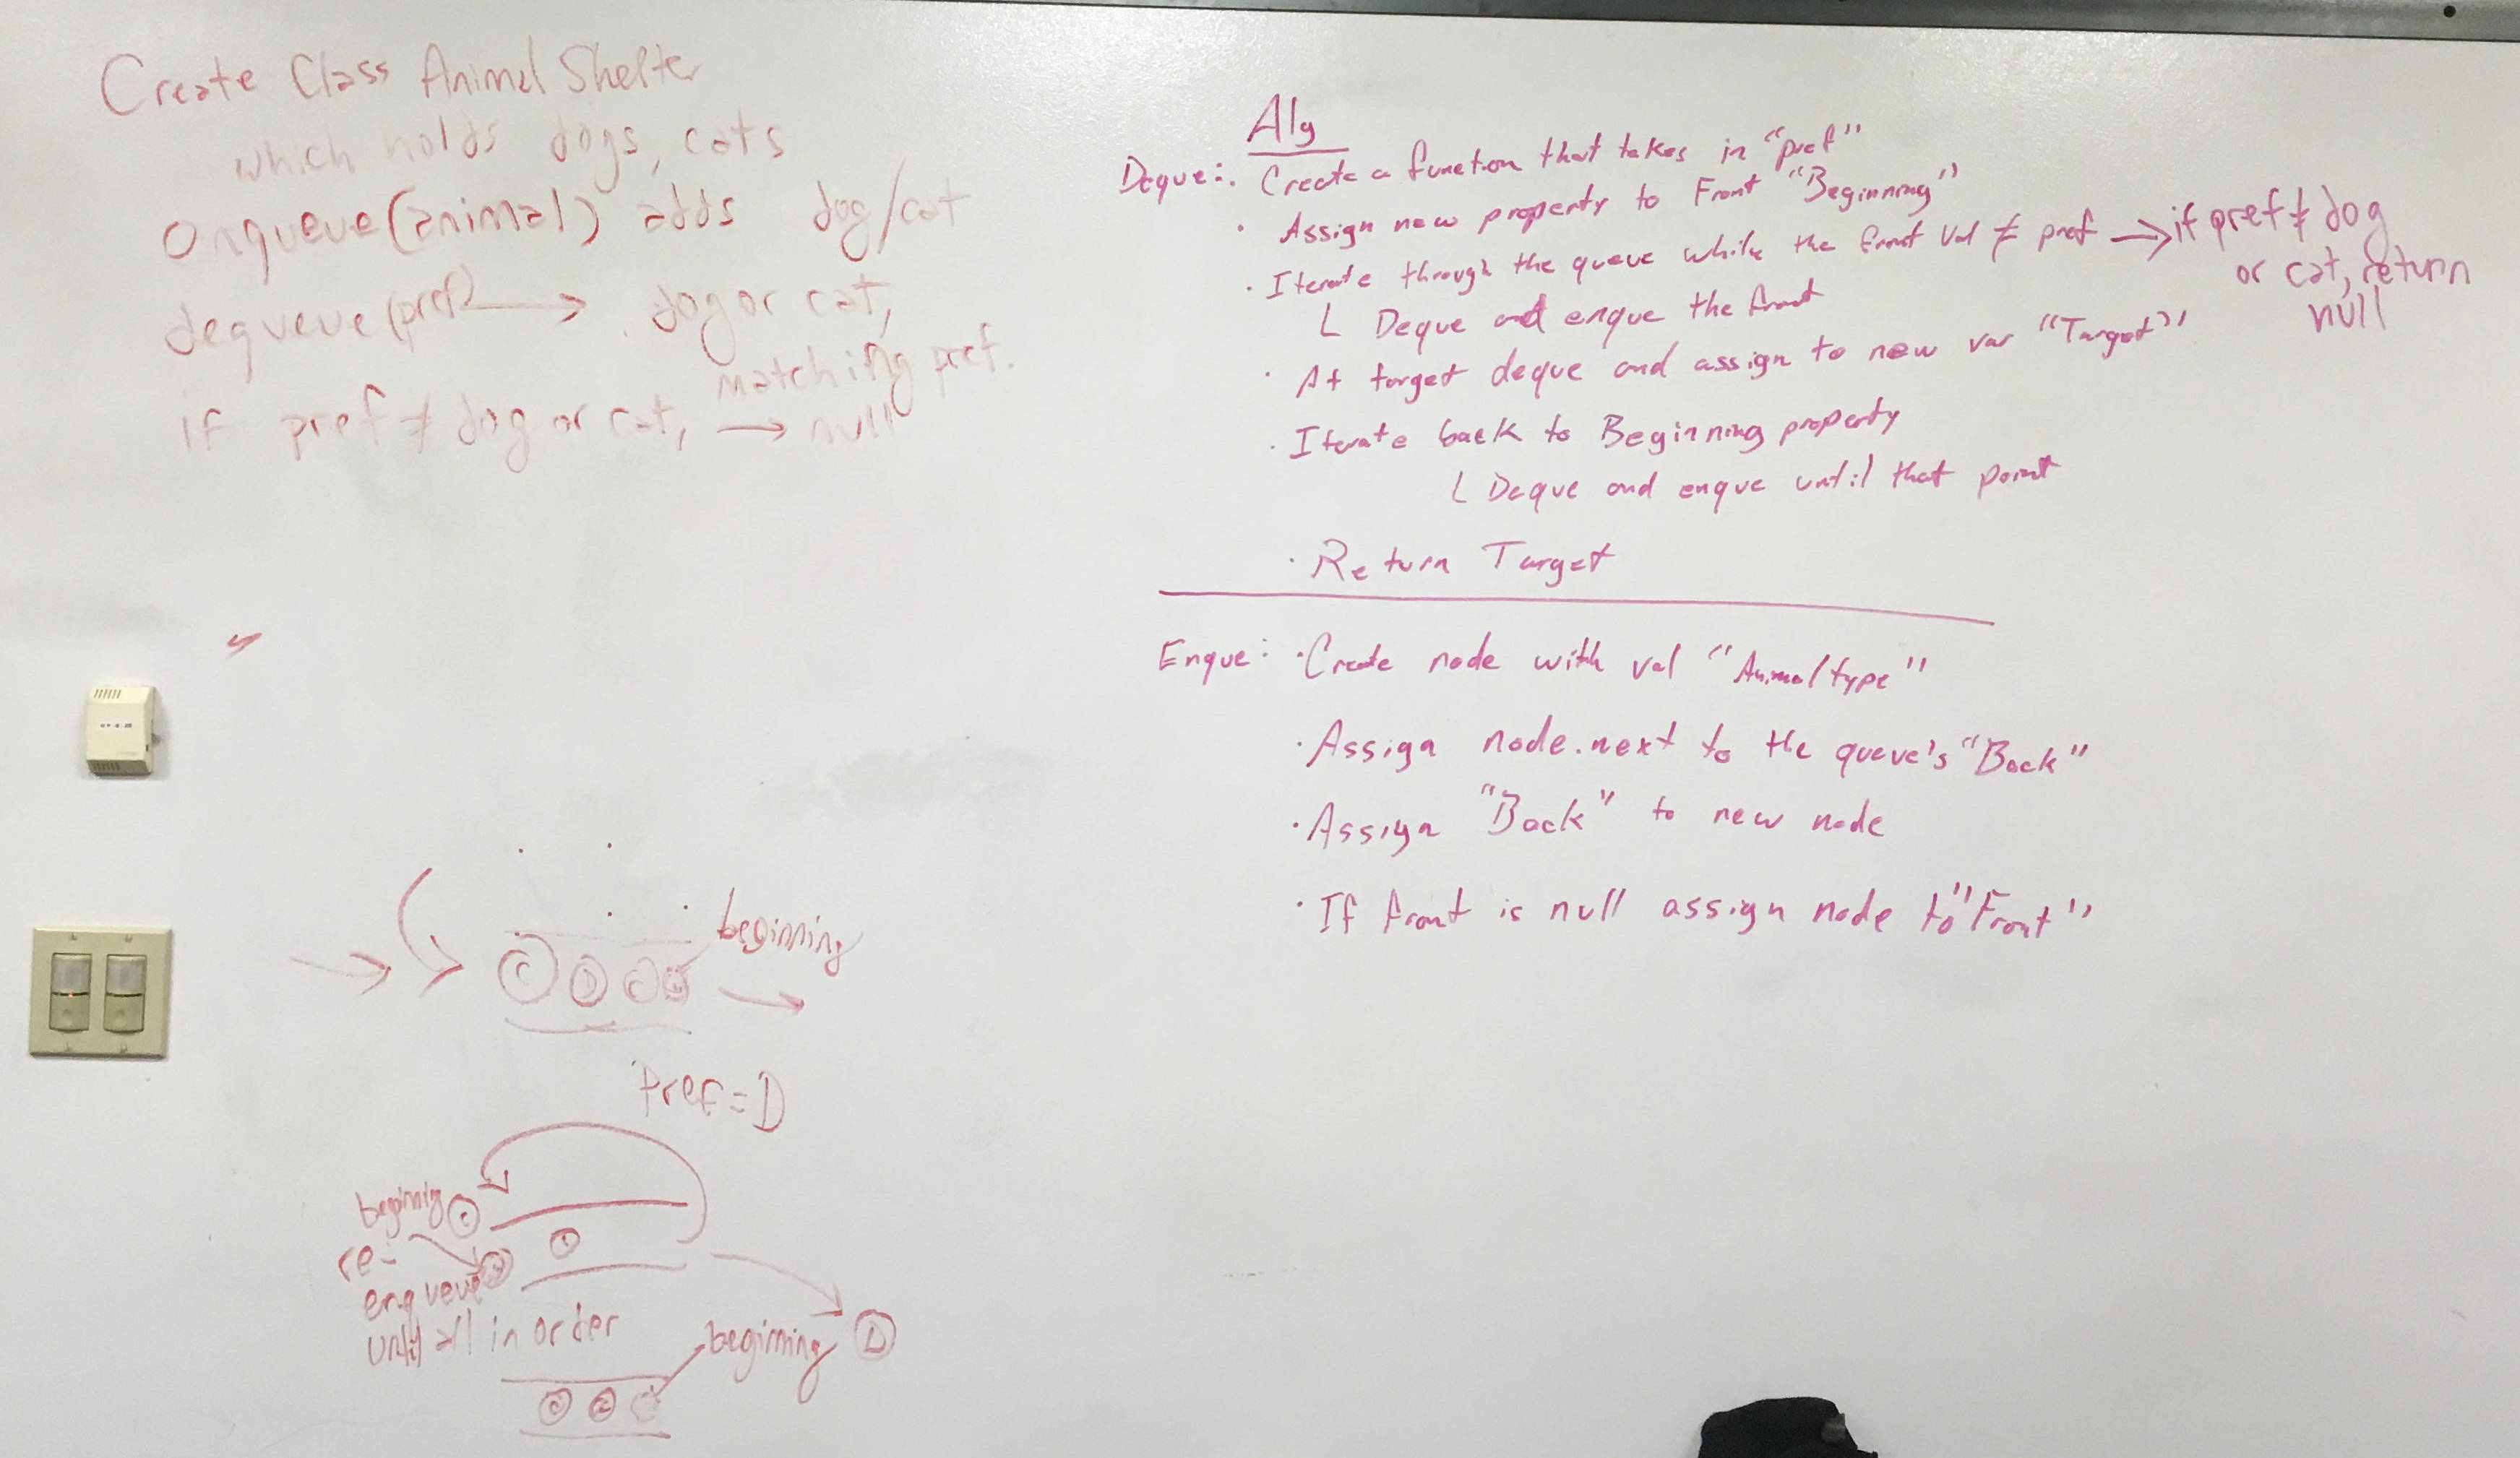 Create Class Animal Shelter
which holds dogs, cats
Onqueue(animal) adds dog/cat
dequeue (pref) → dog or cat,
matching pref.
if pref ≠ dog or cat, → null
Alg
Deque: · Create a function that takes in "pref"
· Assign new property to Front "Beginning"
· Iterate through the queue while the front val ≠ pref → if pref ≠ dog
or cat, return
null
L Deque and enque the front
· At target deque and assign to new var "Target"
· Iterate back to Beginning property
L Deque and enque until that point
· Return Target
Enque: · Create node with val "Animal type"
· Assign node.next to the queue's "Back"
· Assign "Back" to new node
· If front is null assign node to "Front"
beginning
C D C
Pref = D
beginnig C
re-
enqueue
until all in order
beginning D